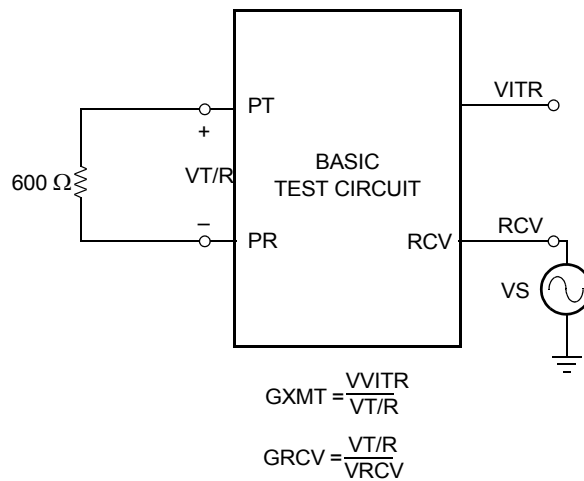 PT
VITR
+
600 Ω
VT/R
BASIC
TEST CIRCUIT
–
PR
RCV
RCV
VS
GXMT = VVITR
VT/R
GRCV = VT/R
VRCV